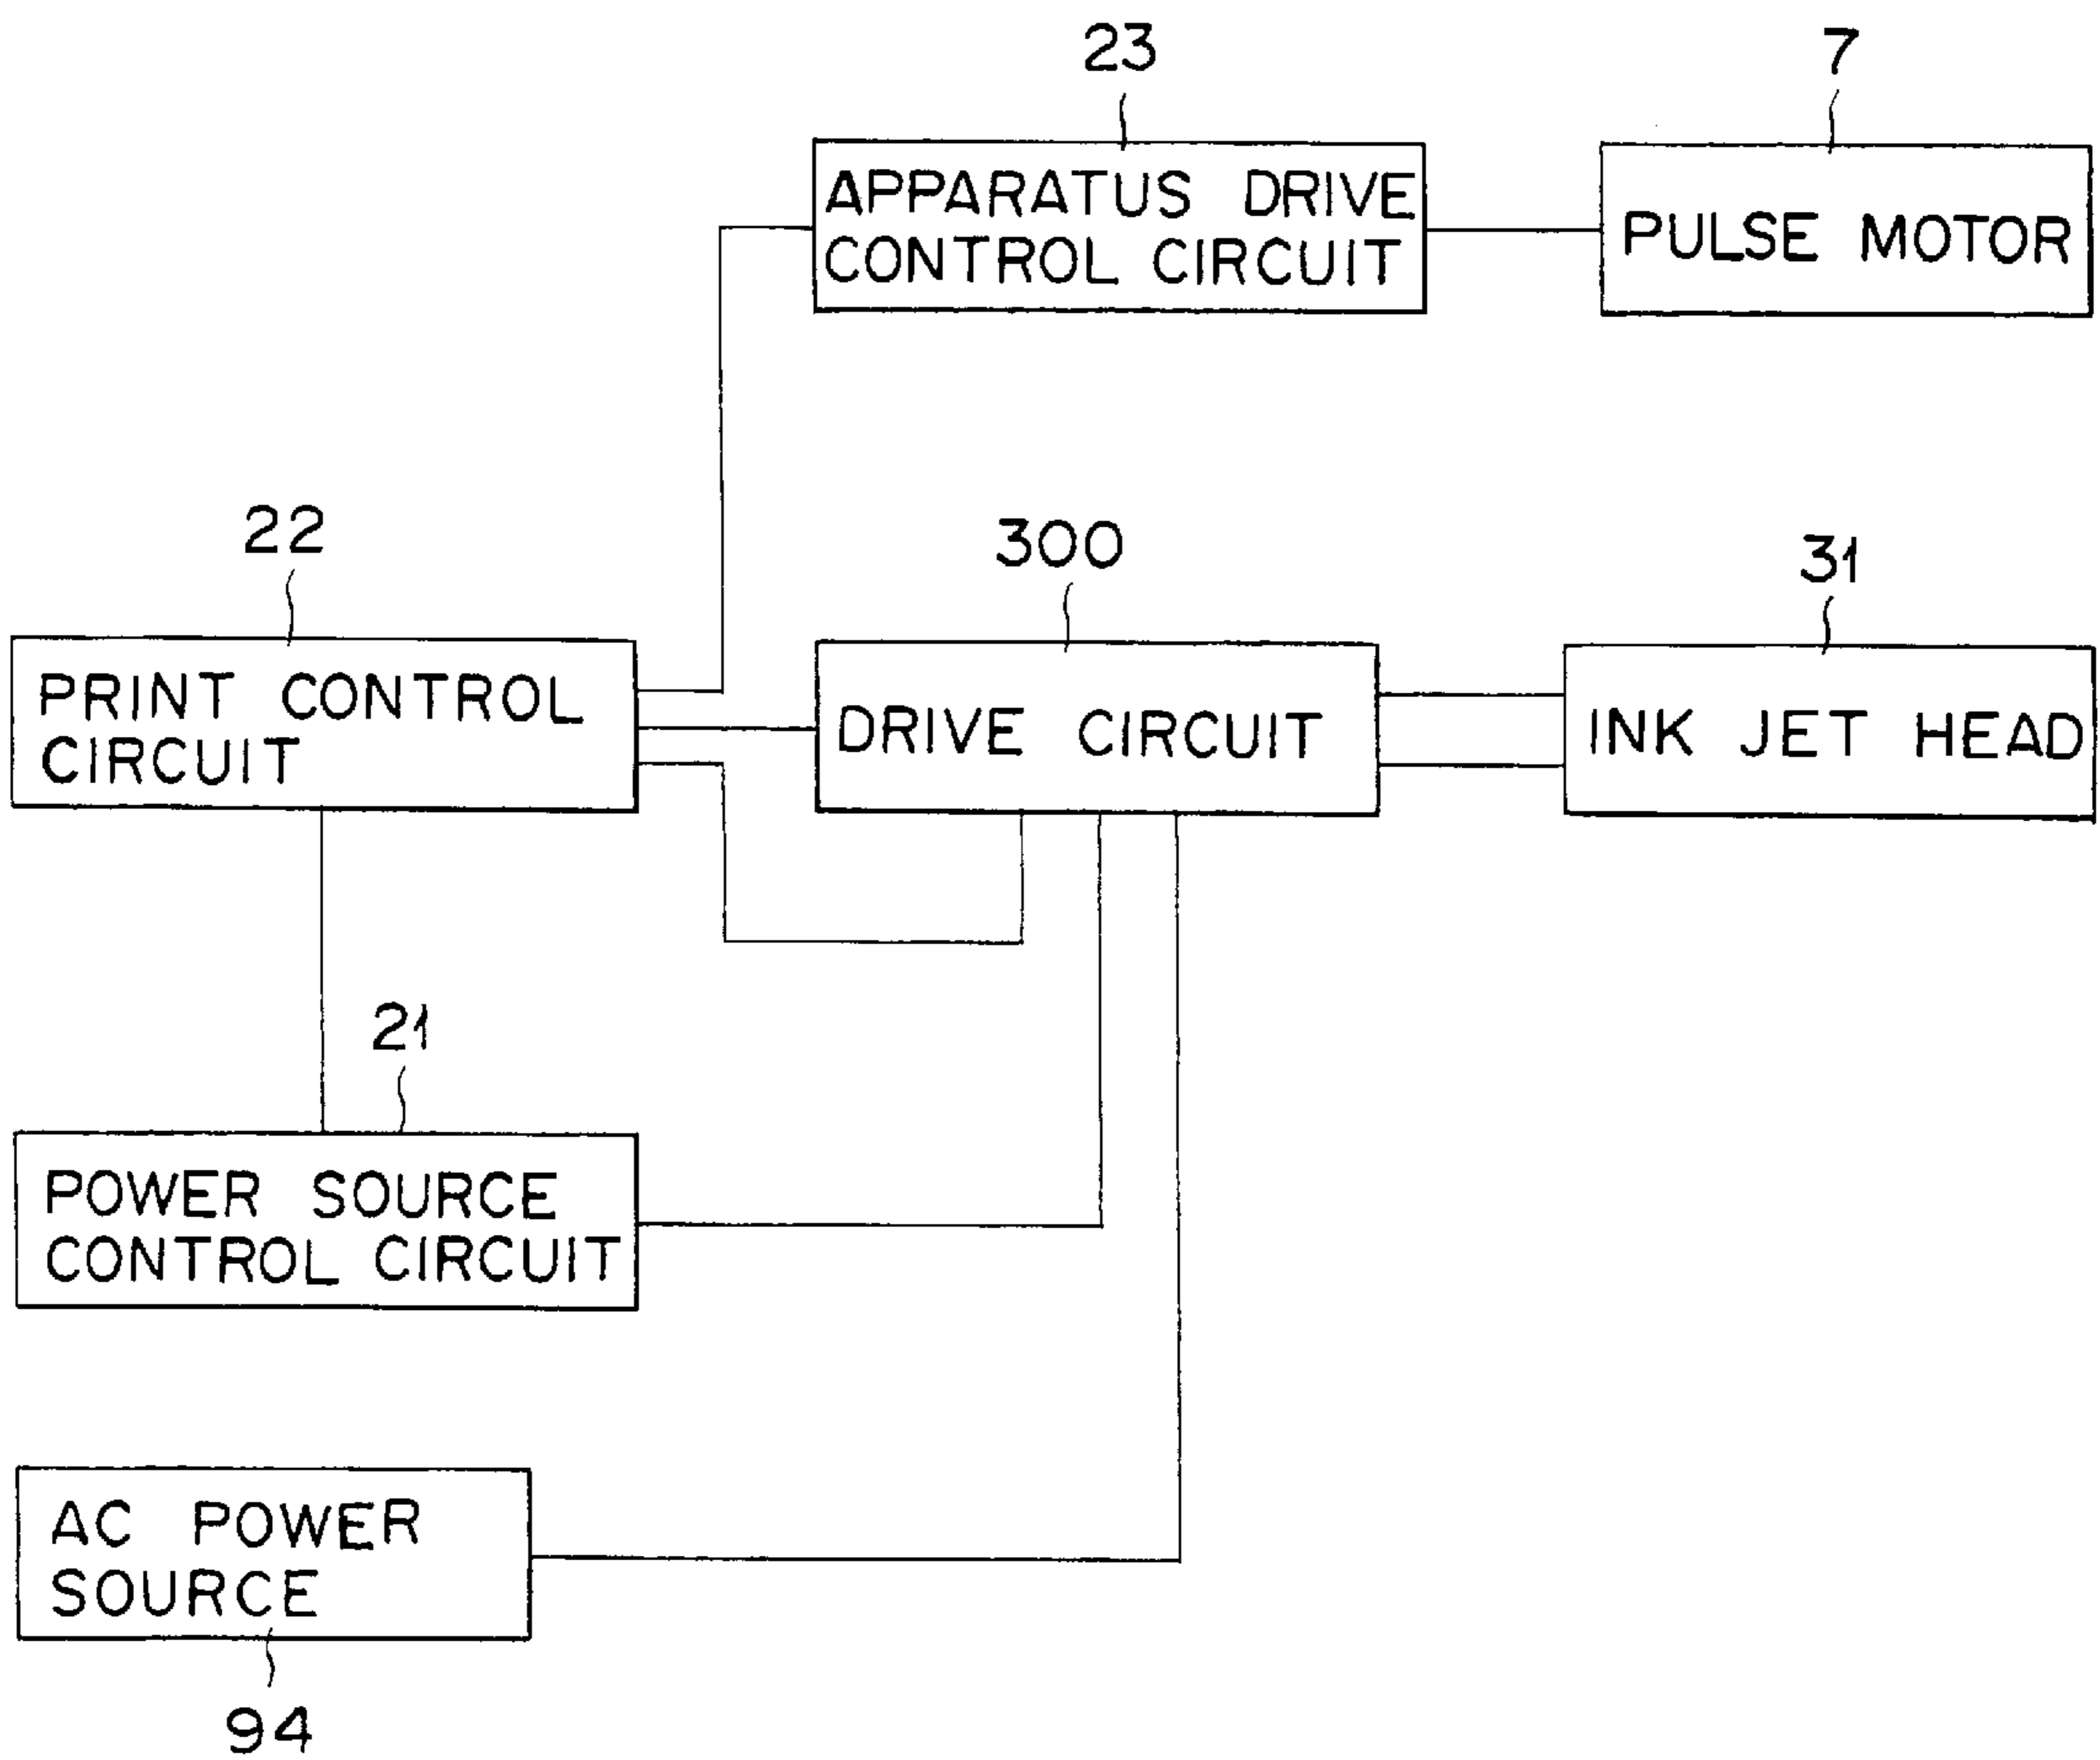 23
7
APPARATUS DRIVE
CONTROL CIRCUIT
PULSE MOTOR
22
300
31
PRINT CONTROL
CIRCUIT
DRIVE CIRCUIT
INK JET HEAD
21
POWER SOURCE
CONTROL CIRCUIT
AC POWER
SOURCE
94